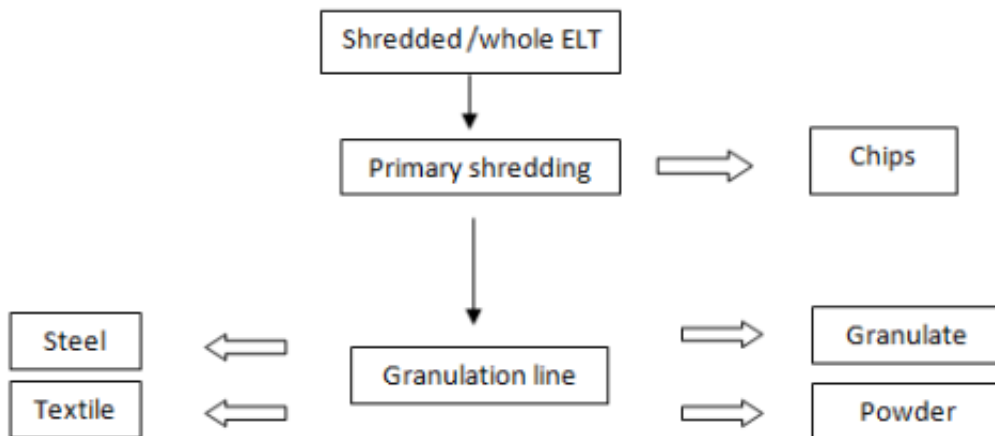 Shredded /whole ELT
Primary shredding
Chips
Steel
Granulate
Granulation line
Textile
Powder